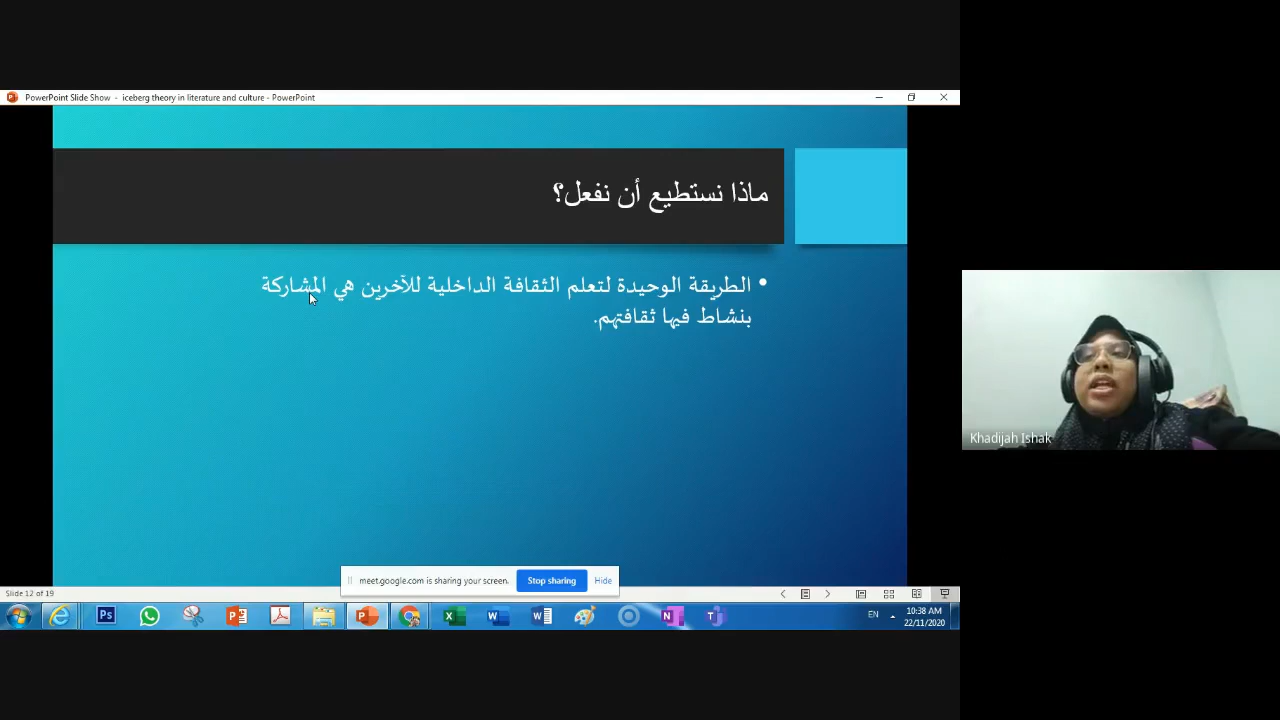 PowerPoint Slide Show - iceberg theory in literature and culture - PowerPoint
ماذا نستطيع أن نفعل؟
• الطريقة الوحيدة لتعلم الثقافة الداخلية للآخرين هي المشاركة
بنشاط فيها ثقافتهم.
Khadijah Ishak
meet.google.com is sharing your screen.
Stop sharing
Hide
Slide 12 of 19
Ps
EN
10:38 AM
22/11/2020